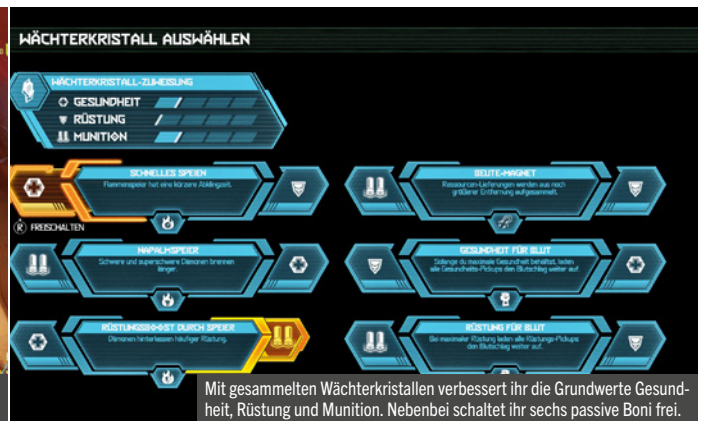 WÄCHTERKRISTALL AUSWÄHLEN
WÄCHTERKRISTALL-ZUWEISUNG
GESUNDHEIT
RÜSTUNG
MUNITION
SCHNELLES SPEIEN
Flammenspeier hat eine kürzere Abklingzeit.
BEUTE-MAGNET
Ressourcen-Lieferungen werden aus noch
größerer Entfernung aufgesammelt.
R FREISCHALTEN
NAPALMSPEIER
Schwere und superschwere Dämonen brennen
länger.
GESUNDHEIT FÜR BLUT
Solange du maximale Gesundheit behältst, laden
alle Gesundheits-Pickups den Blutschlag weiter auf.
RÜSTUNGSBOOST DURCH SPEIER
Dämonen hinterlassen häufiger Rüstung.
RÜSTUNG FÜR BLUT
Bei maximaler Rüstung laden alle Rüstungs-Pickups
den Blutschlag weiter auf.
Mit gesammelten Wächterkristallen verbessert ihr die Grundwerte Gesund-
heit, Rüstung und Munition. Nebenbei schaltet ihr sechs passive Boni frei.